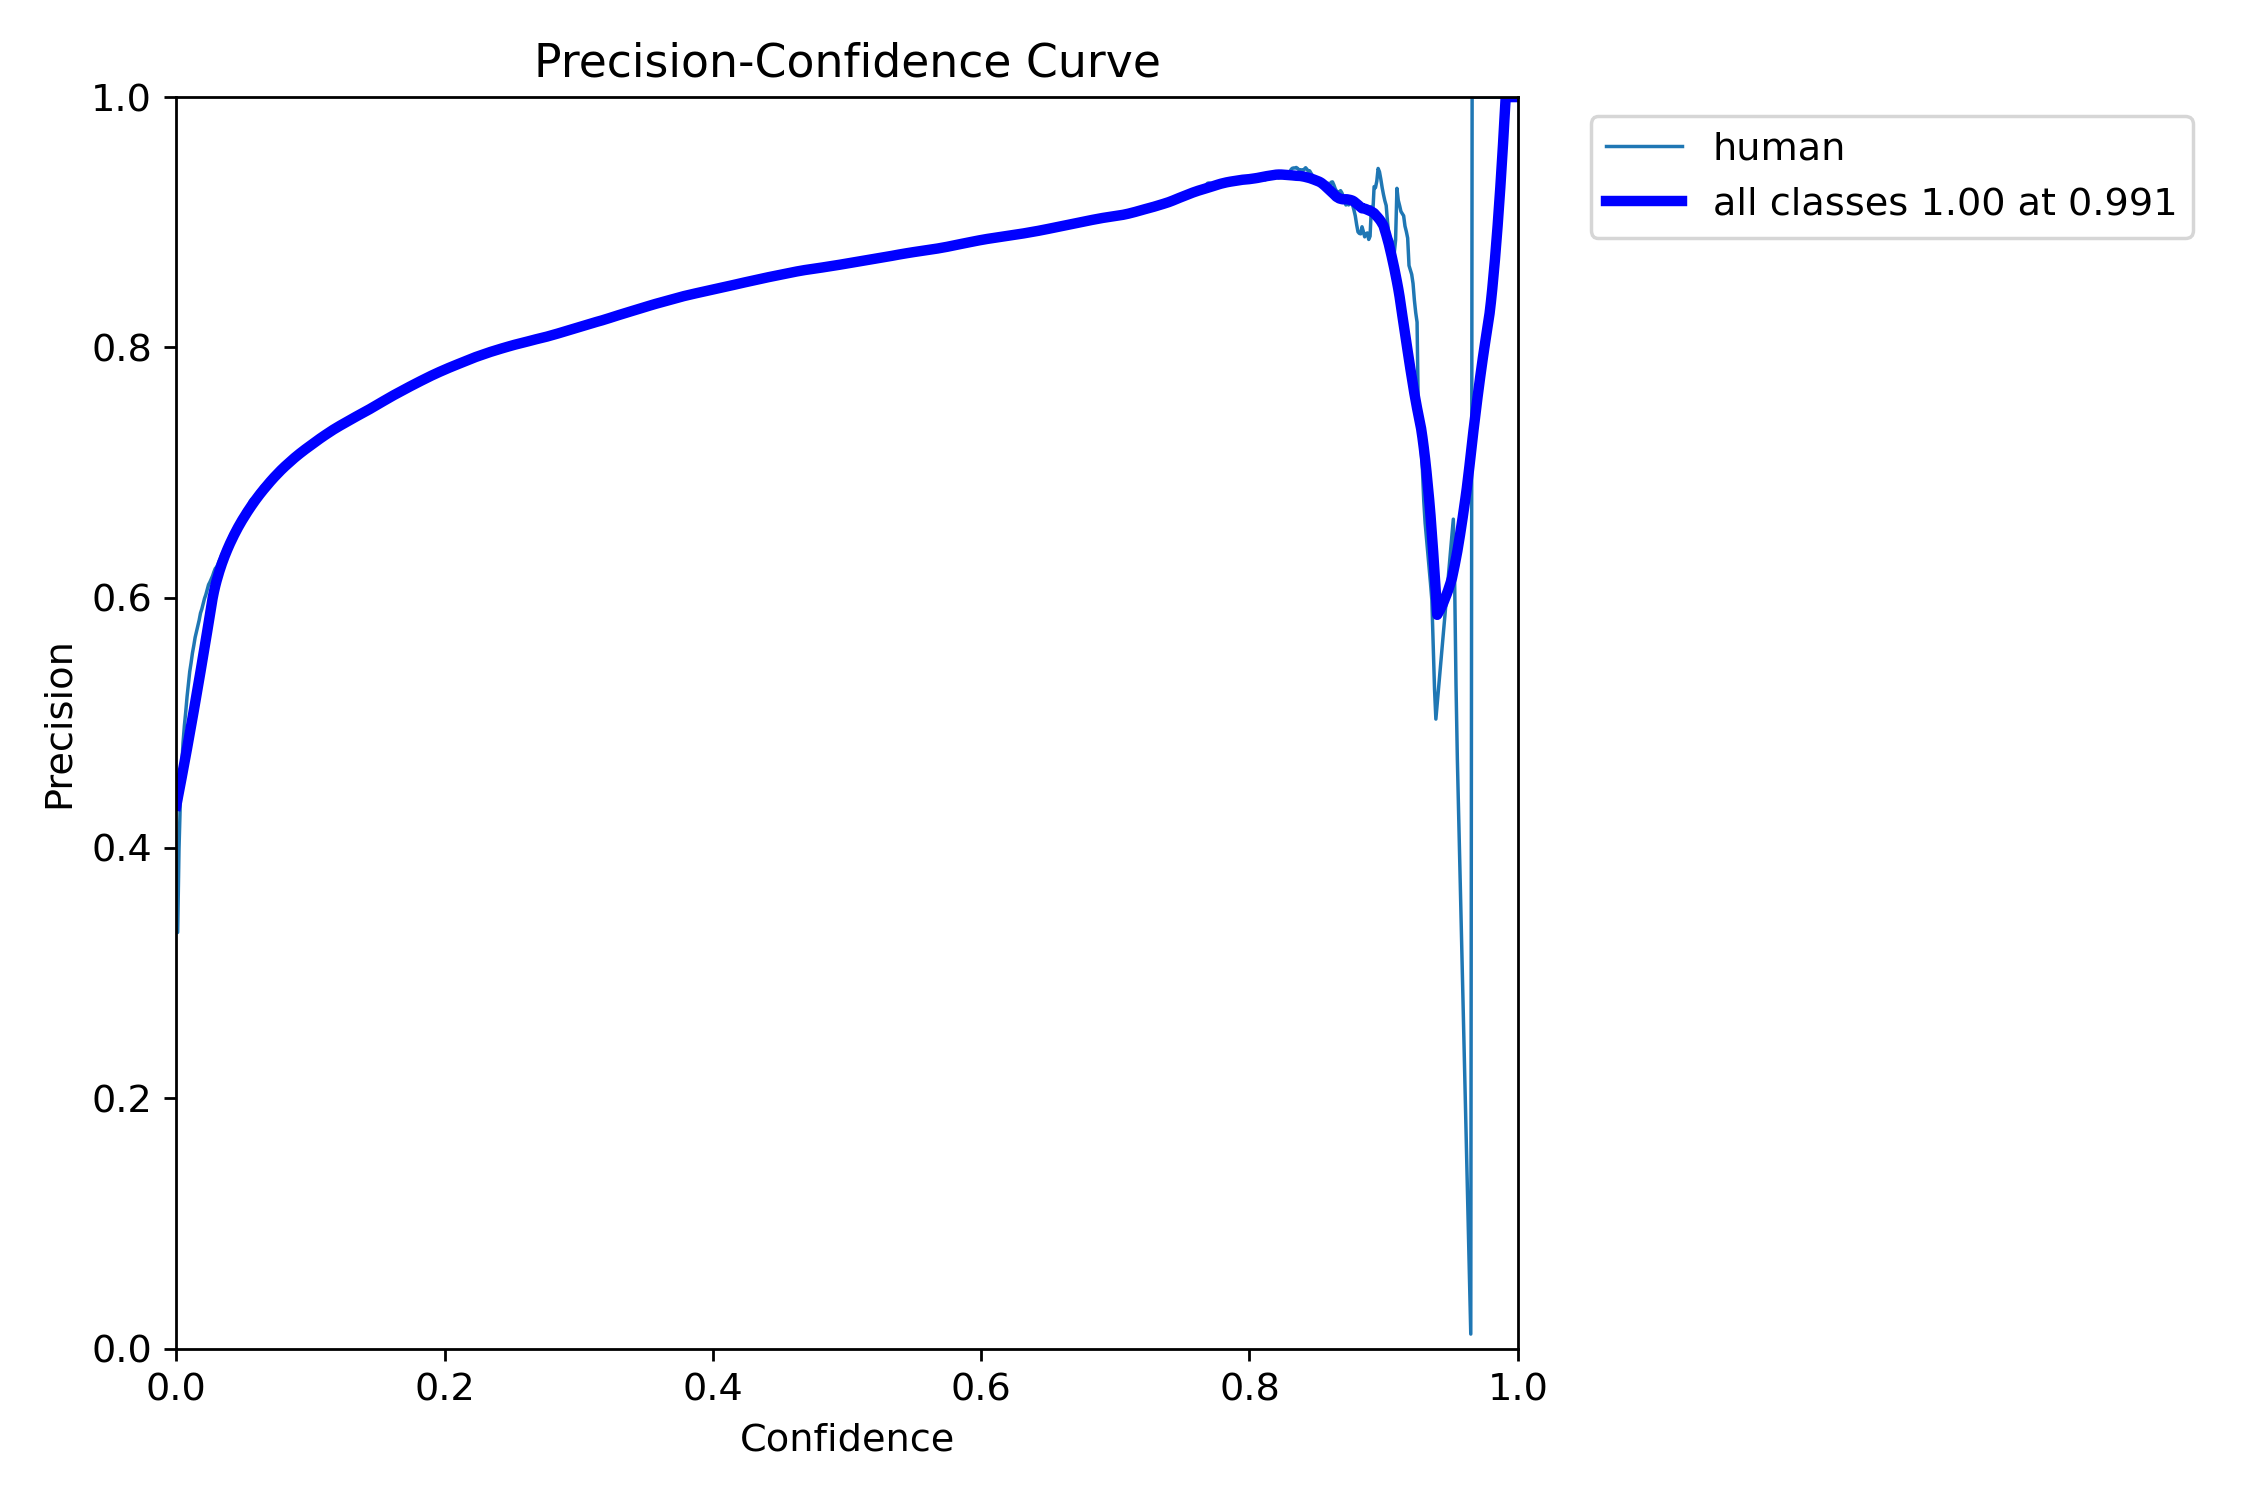 Precision-Confidence Curve
human
all classes 1.00 at 0.991
1.0
0.8
0.6
0.4
0.2
0.0
Precision
0.0 0.2 0.4 0.6 0.8 1.0
Confidence